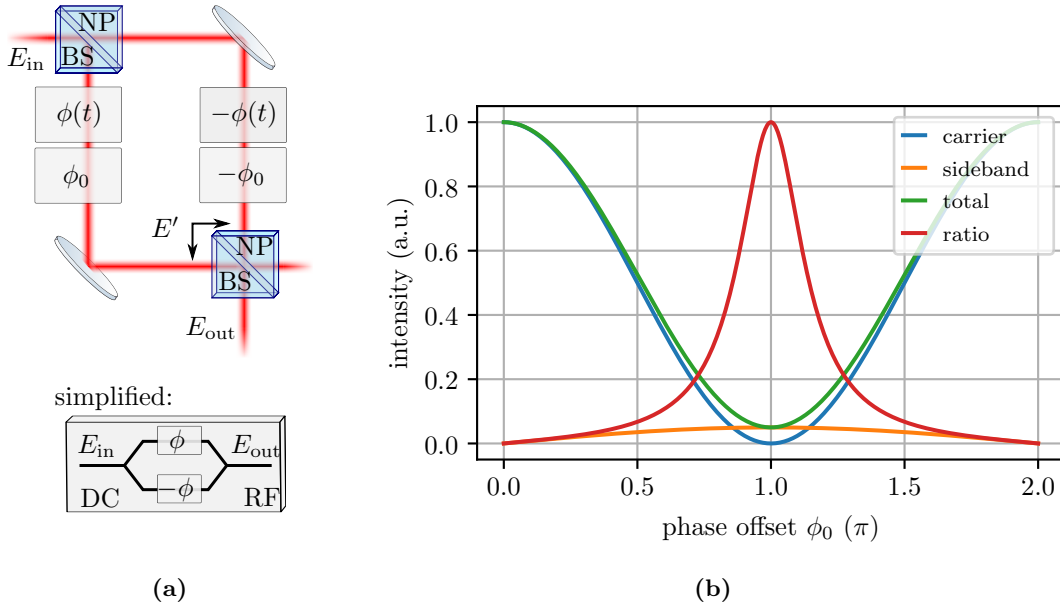 NP
BS
E_in
ϕ(t)
−ϕ(t)
ϕ_0
−ϕ_0
E′
NP
BS
E_out
simplified:
E_in
ϕ
E_out
DC
−ϕ
RF
(a)
intensity (a.u.)
1.0
0.8
0.6
0.4
0.2
0.0
carrier
sideband
total
ratio
0.0 0.5 1.0 1.5 2.0
phase offset ϕ_0 (π)
(b)